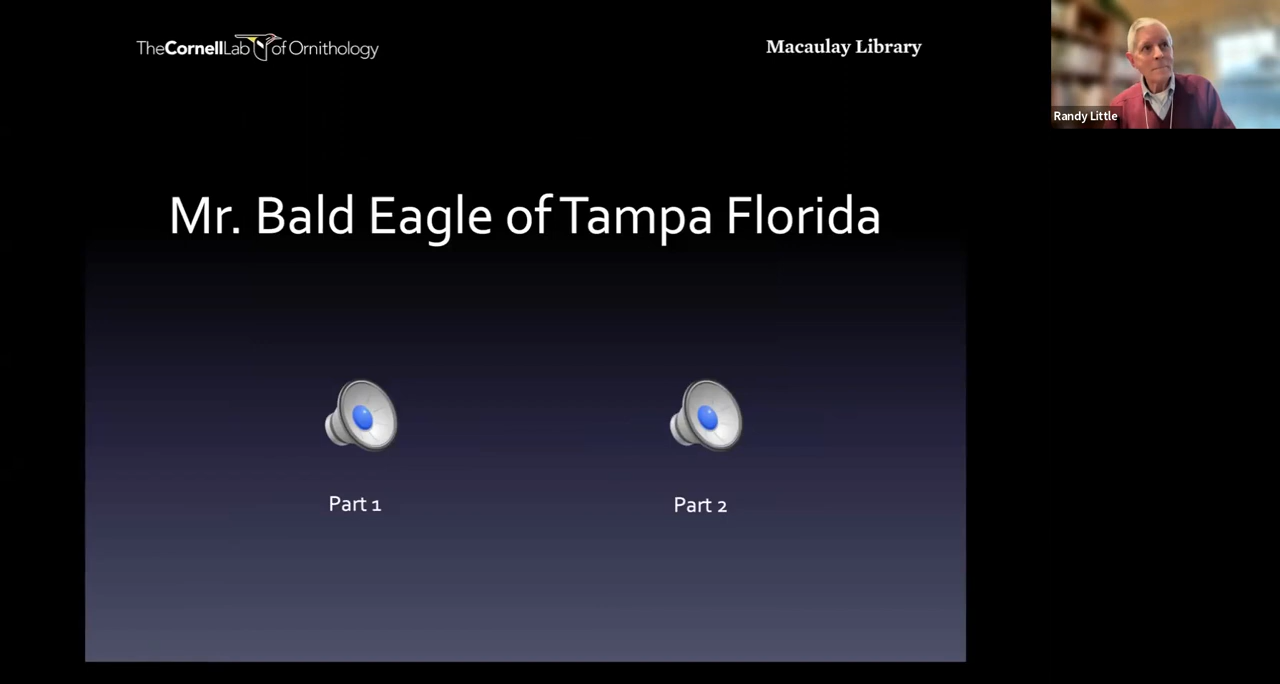 TheCornellLab of Ornithology
Macaulay Library
Randy Little
Mr. Bald Eagle of Tampa Florida
Part 1
Part 2